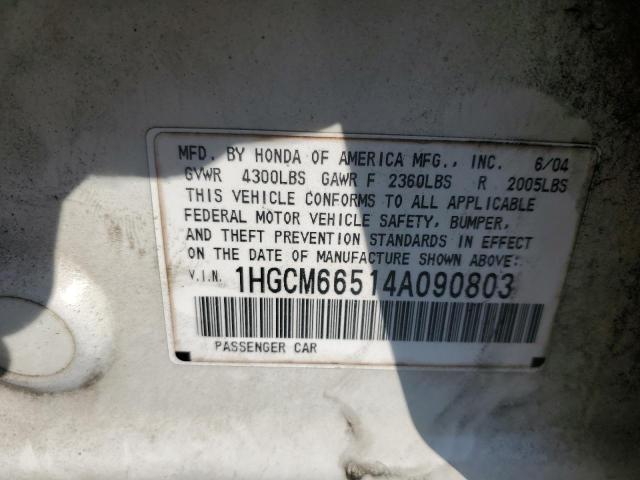 MFD. BY HONDA OF AMERICA MFG., INC. 6/04
GVWR 4300LBS GAWR F 2360LBS R 2005LBS
THIS VEHICLE CONFORMS TO ALL APPLICABLE
FEDERAL MOTOR VEHICLE SAFETY, BUMPER,
AND THEFT PREVENTION STANDARDS IN EFFECT
ON THE DATE OF MANUFACTURE SHOWN ABOVE:
V.I.N. 1HGCM66514A090803
PASSENGER CAR